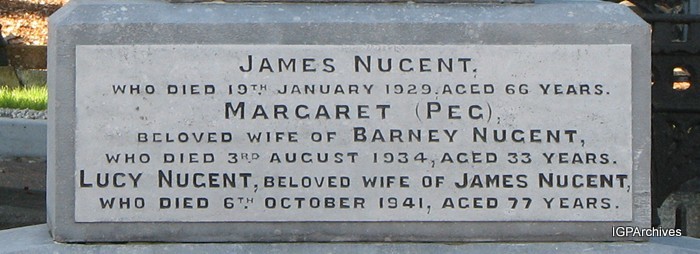 JAMES NUGENT.
WHO DIED 19TH JANUARY 1929, AGED 66 YEARS.
MARGARET (PEG),
BELOVED WIFE OF BARNEY NUGENT,
WHO DIED 3RD AUGUST 1934, AGED 33 YEARS.
LUCY NUGENT, BELOVED WIFE OF JAMES NUGENT,
WHO DIED 6TH OCTOBER 1941, AGED 77 YEARS.
IGPArchives